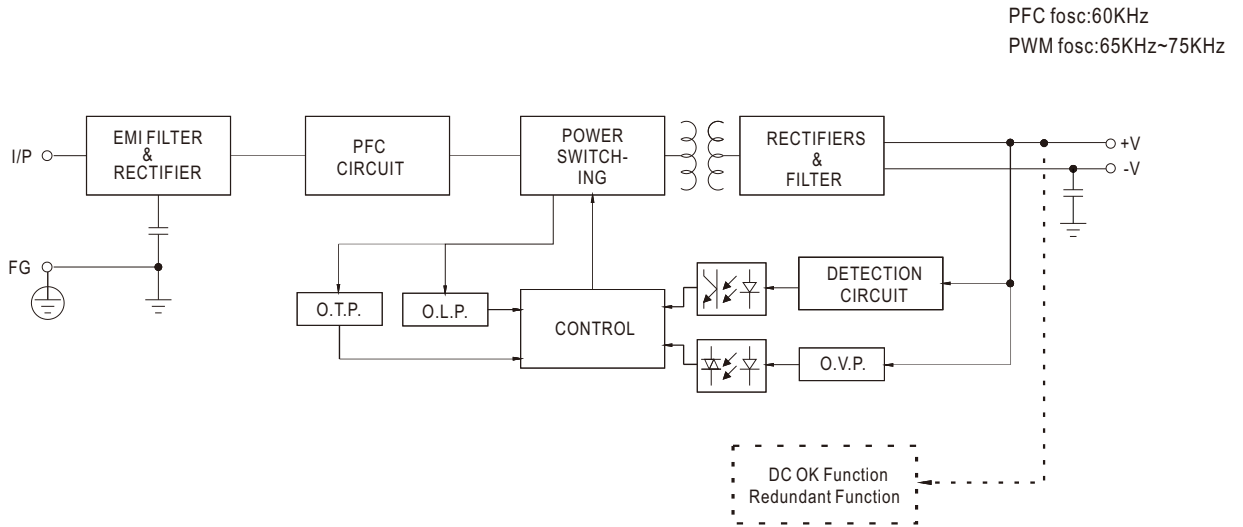 PFC fosc:60KHz
PWM fosc:65KHz~75KHz
I/P
EMI FILTER
&
RECTIFIER
PFC
CIRCUIT
POWER
SWITCH-
ING
RECTIFIERS
&
FILTER
+V
-V
FG
O.T.P.
O.L.P.
CONTROL
DETECTION
CIRCUIT
O.V.P.
DC OK Function
Redundant Function